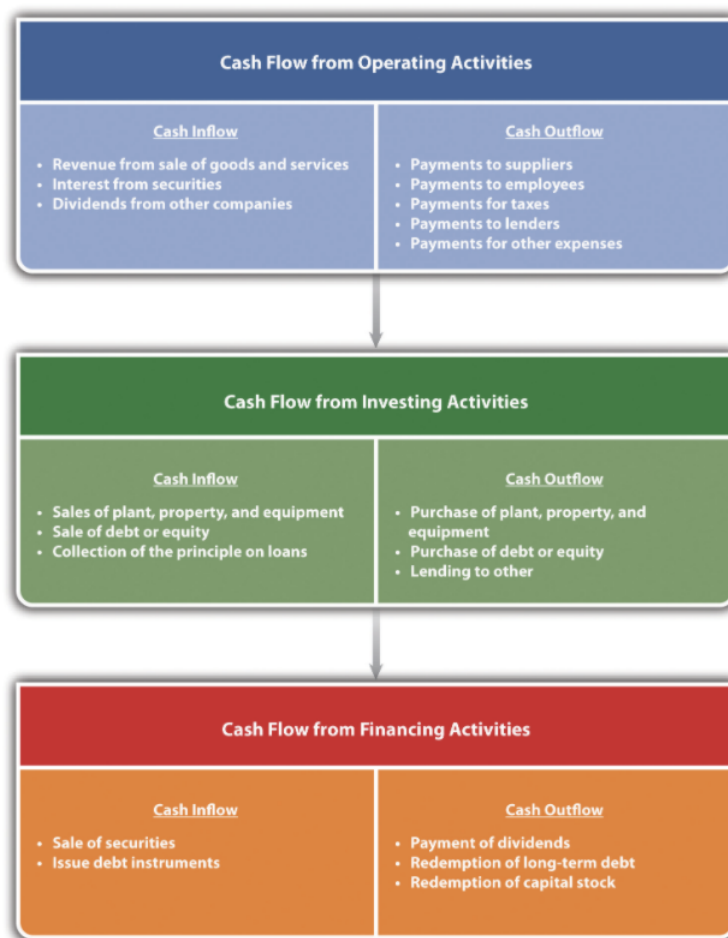 Cash Flow from Operating Activities
Cash Inflow
• Revenue from sale of goods and services
• Interest from securities
• Dividends from other companies
Cash Outflow
• Payments to suppliers
• Payments to employees
• Payments for taxes
• Payments to lenders
• Payments for other expenses
Cash Flow from Investing Activities
Cash Inflow
• Sales of plant, property, and equipment
• Sale of debt or equity
• Collection of the principle on loans
Cash Outflow
• Purchase of plant, property, and
equipment
• Purchase of debt or equity
• Lending to other
Cash Flow from Financing Activities
Cash Inflow
• Sale of securities
• Issue debt instruments
Cash Outflow
• Payment of dividends
• Redemption of long-term debt
• Redemption of capital stock